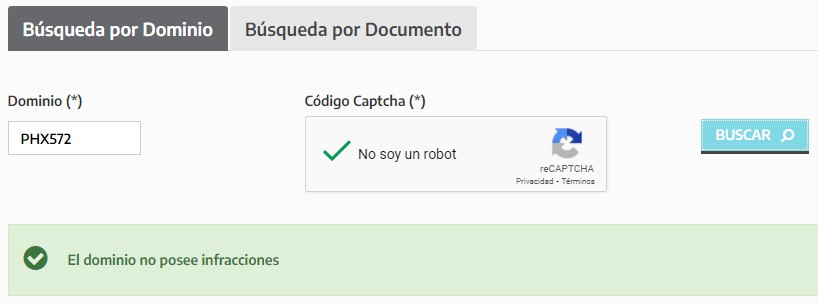 Búsqueda por Dominio
Búsqueda por Documento
Dominio (*)
PHX572
Código Captcha (*)
No soy un robot
reCAPTCHA
Privacidad - Términos
BUSCAR
El dominio no posee infracciones